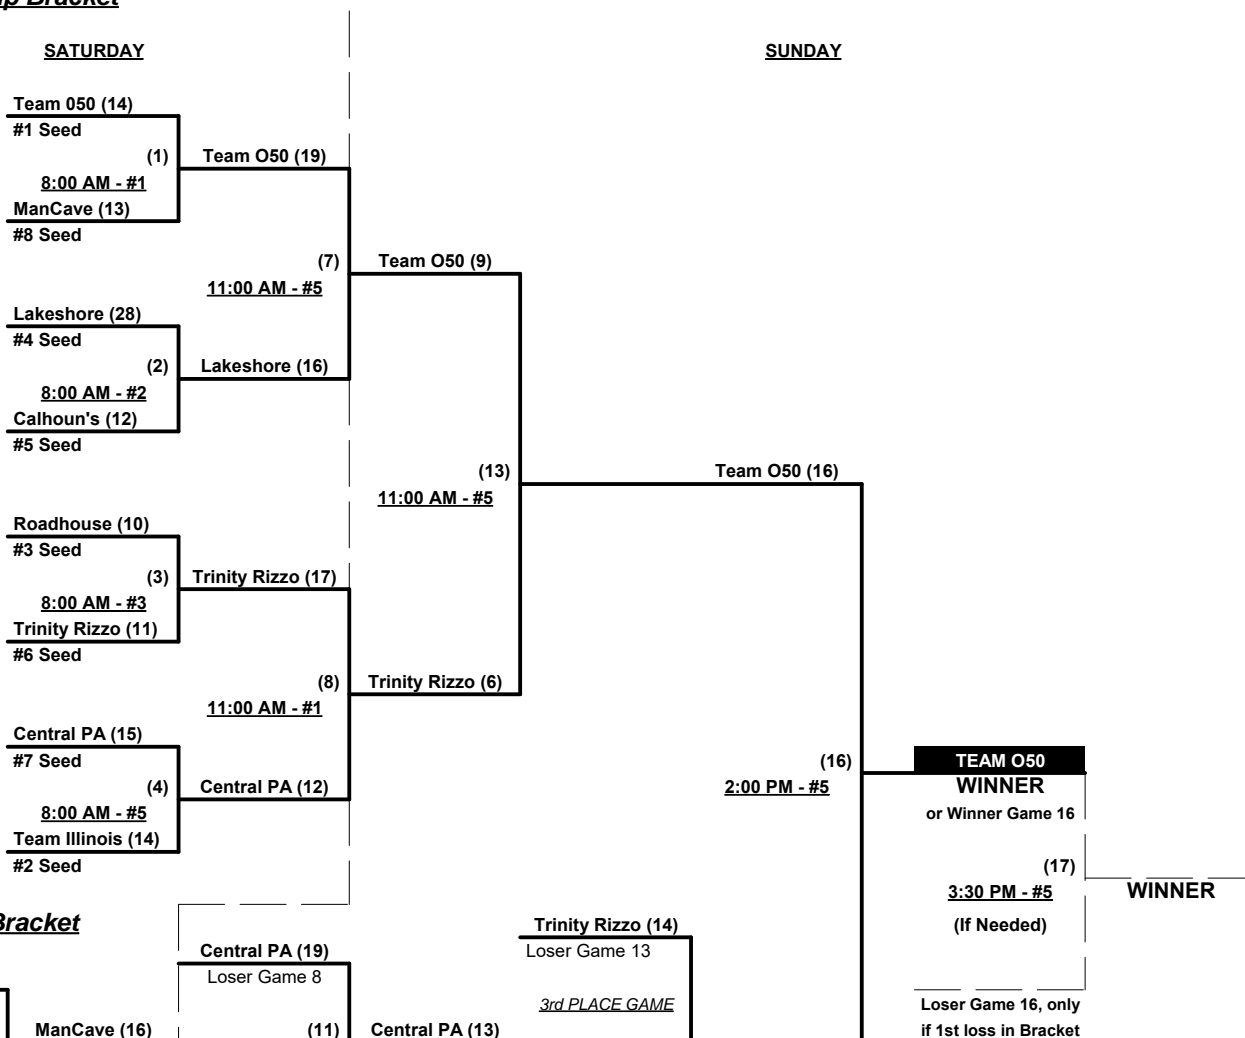 p Bracket
SATURDAY
SUNDAY
Team 050 (14)
#1 Seed
(1)
Team O50 (19)
8:00 AM - #1
ManCave (13)
#8 Seed
(7)
Team O50 (9)
11:00 AM - #5
Lakeshore (28)
#4 Seed
(2)
Lakeshore (16)
8:00 AM - #2
Calhoun's (12)
#5 Seed
(13)
Team O50 (16)
11:00 AM - #5
Roadhouse (10)
#3 Seed
(3)
Trinity Rizzo (17)
8:00 AM - #3
Trinity Rizzo (11)
#6 Seed
(8)
Trinity Rizzo (6)
11:00 AM - #1
Central PA (15)
#7 Seed
(4)
Central PA (12)
8:00 AM - #5
Team Illinois (14)
#2 Seed
(16)
TEAM O50
2:00 PM - #5
WINNER
or Winner Game 16
(17)
3:30 PM - #5
WINNER
(If Needed)
Bracket
Trinity Rizzo (14)
Loser Game 13
Central PA (19)
Loser Game 8
3rd PLACE GAME
Loser Game 16, only
if 1st loss in Bracket
ManCave (16)
(11)
Central PA (13)